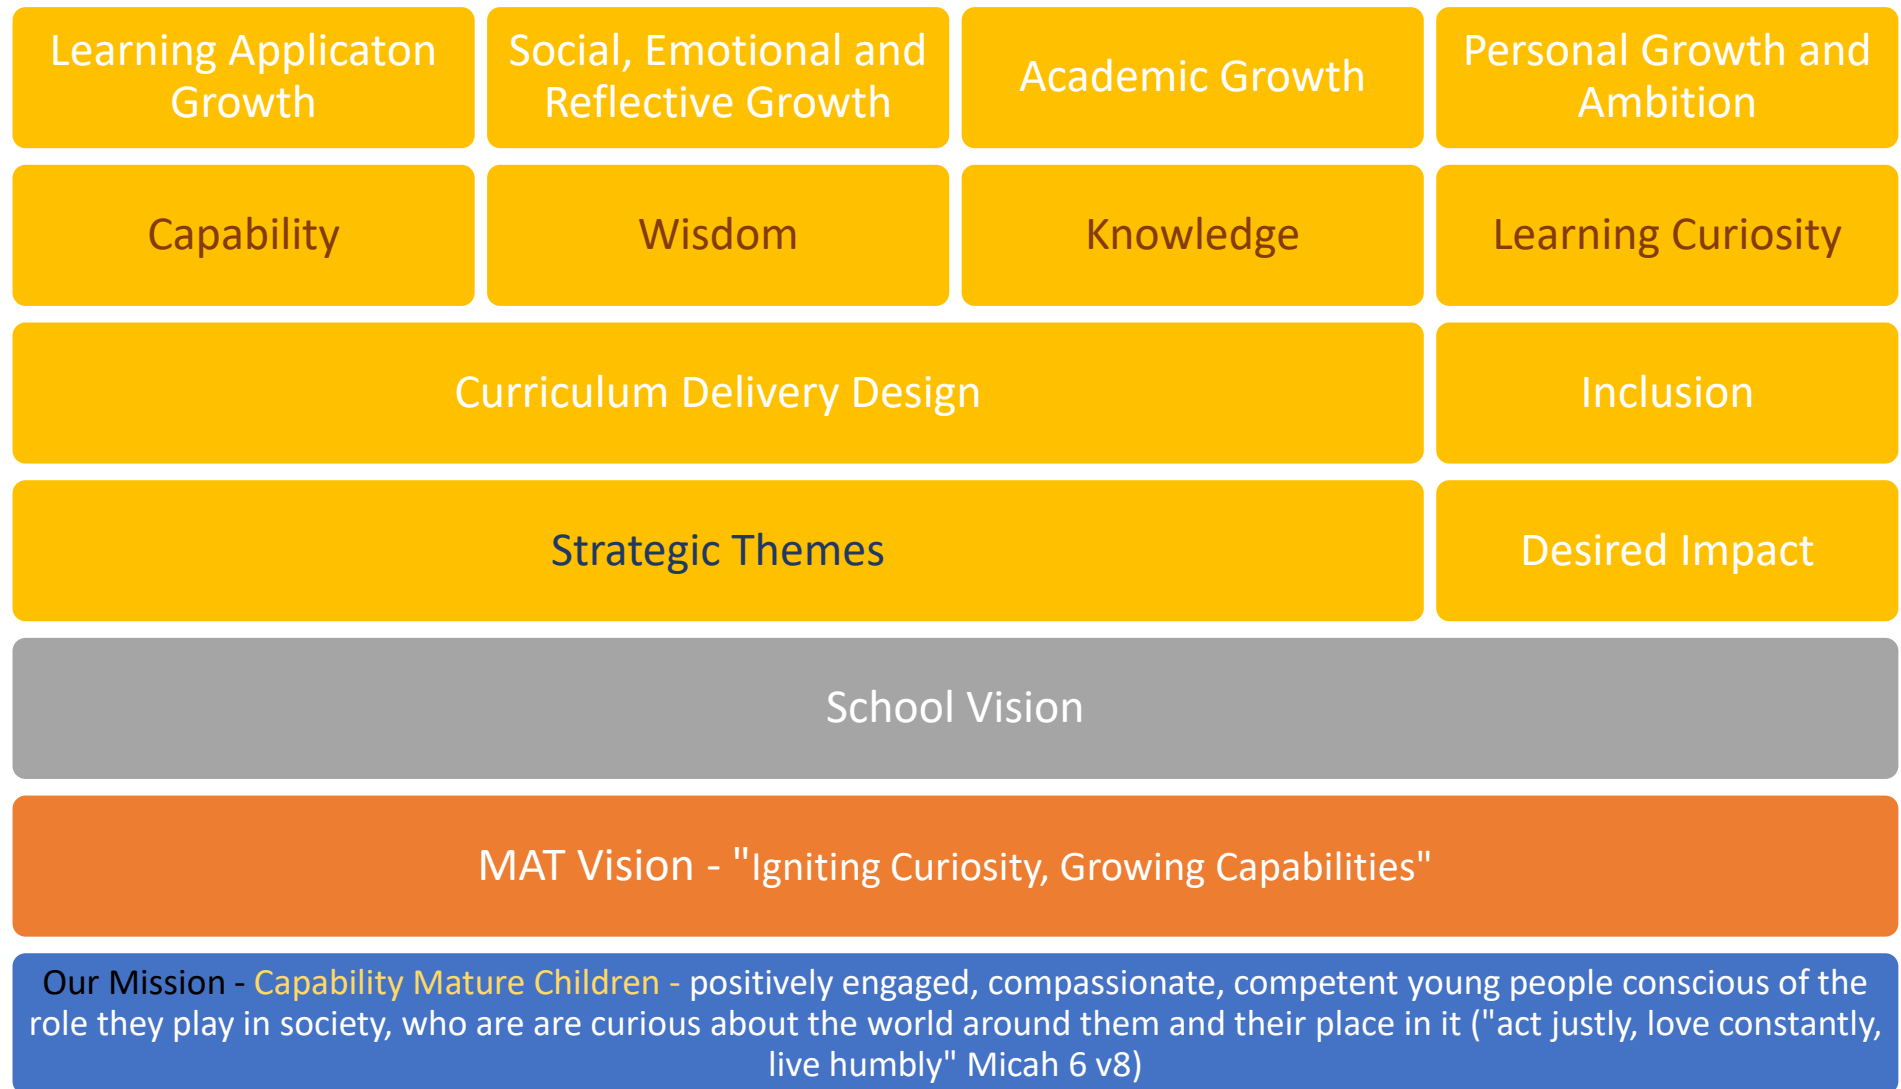 Learning Applicaton
Growth
Social, Emotional and
Reflective Growth
Academic Growth
Personal Growth and
Ambition
Capability
Wisdom
Knowledge
Learning Curiosity
Curriculum Delivery Design
Inclusion
Strategic Themes
Desired Impact
School Vision
MAT Vision - "Igniting Curiosity, Growing Capabilities"
Our Mission - Capability Mature Children - positively engaged, compassionate, competent young people conscious of the
role they play in society, who are are curious about the world around them and their place in it ("act justly, love constantly,
live humbly" Micah 6 v8)